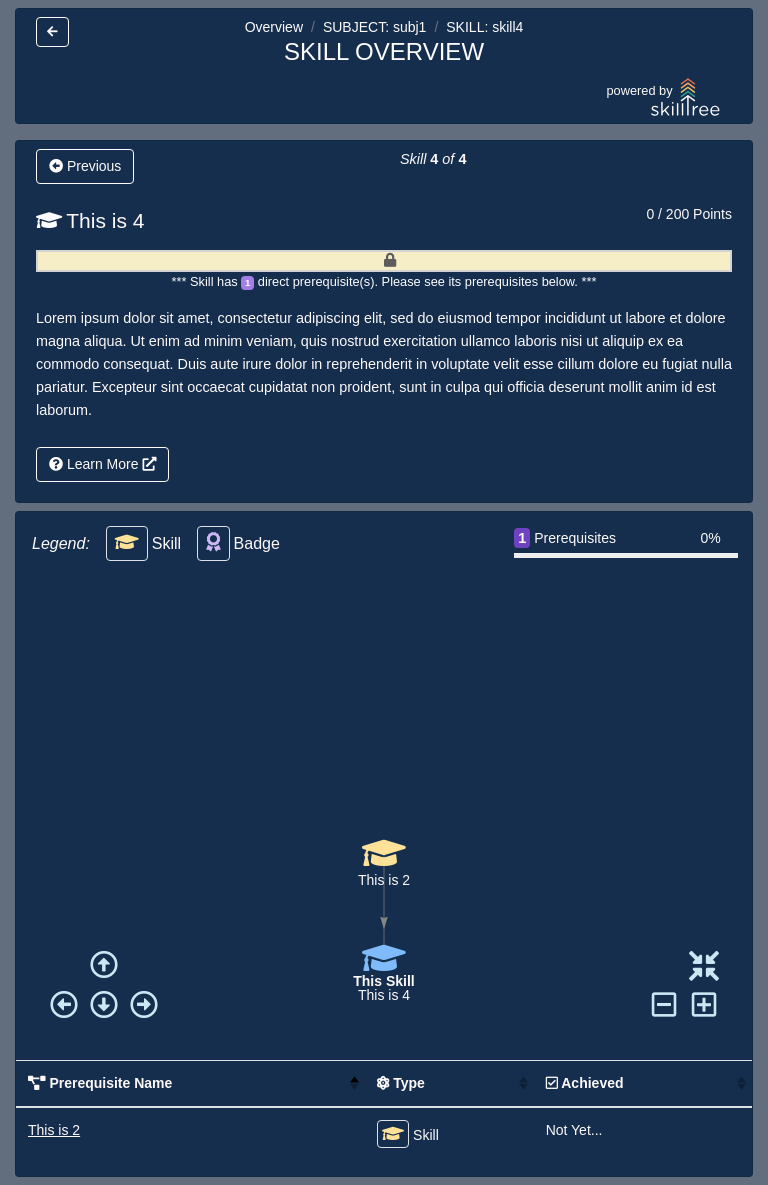 Overview / SUBJECT: subj1 / SKILL: skill4
SKILL OVERVIEW
powered by
skilltree
Previous
Skill 4 of 4
This is 4
0 / 200 Points
*** Skill has 1 direct prerequisite(s). Please see its prerequisites below. ***
Lorem ipsum dolor sit amet, consectetur adipiscing elit, sed do eiusmod tempor incididunt ut labore et dolore
magna aliqua. Ut enim ad minim veniam, quis nostrud exercitation ullamco laboris nisi ut aliquip ex ea
commodo consequat. Duis aute irure dolor in reprehenderit in voluptate velit esse cillum dolore eu fugiat nulla
pariatur. Excepteur sint occaecat cupidatat non proident, sunt in culpa qui officia deserunt mollit anim id est
laborum.
Learn More
Legend: Skill Badge
1 Prerequisites 0%
This is 2
This Skill
This is 4
Prerequisite Name Type Achieved
This is 2 Skill Not Yet...